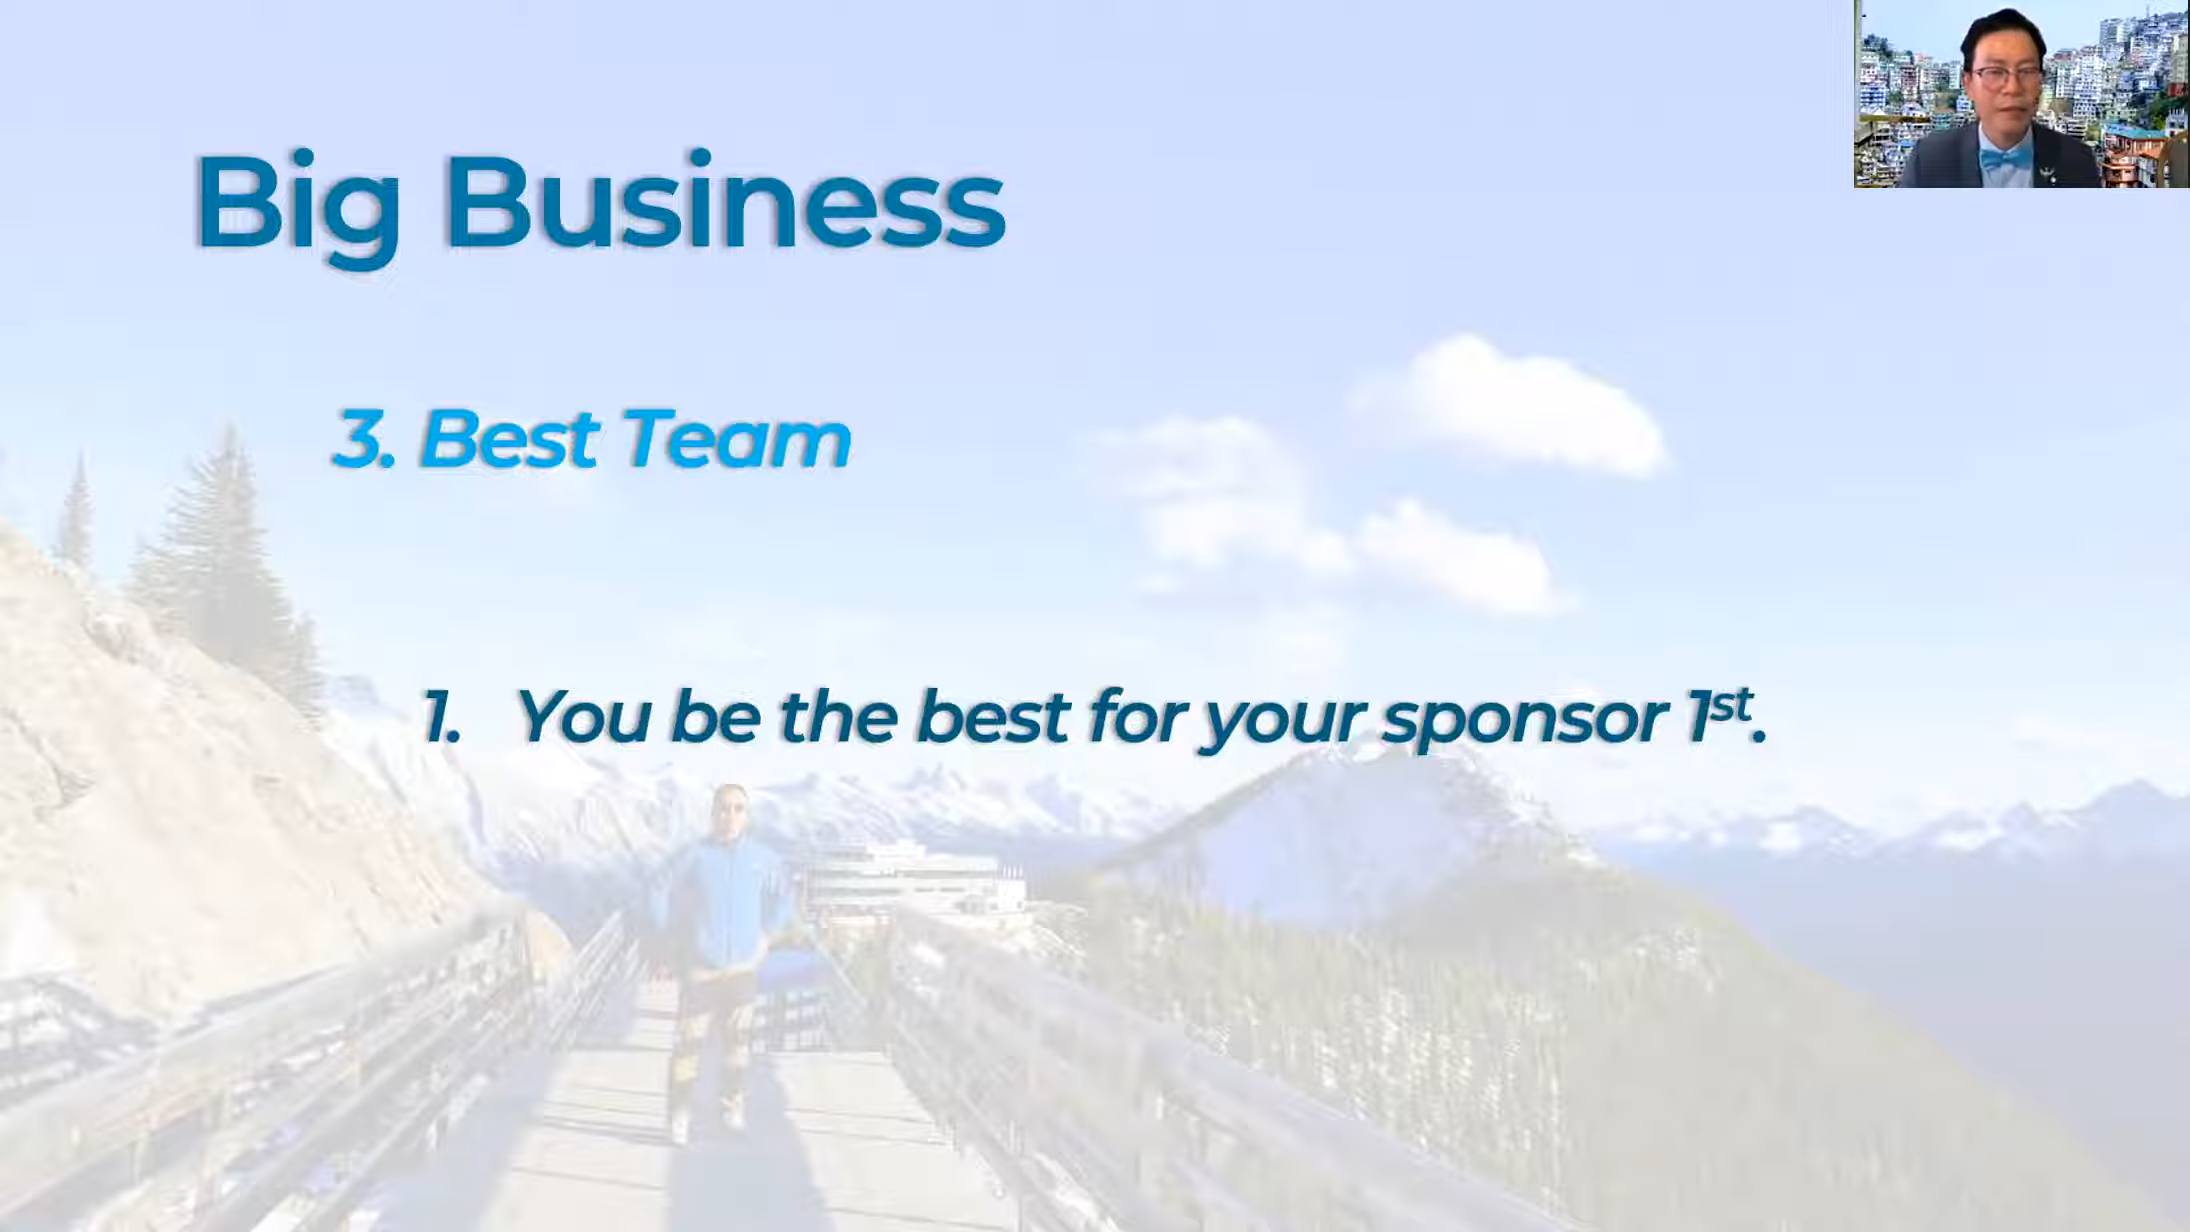 Big Business
3. Best Team
1. You be the best for your sponsor 1st.